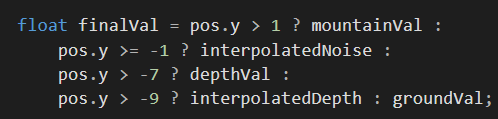 float finalVal = pos.y > 1 ? mountainVal :
pos.y >= -1 ? interpolatedNoise :
pos.y > -7 ? depthVal :
pos.y > -9 ? interpolatedDepth : groundVal;